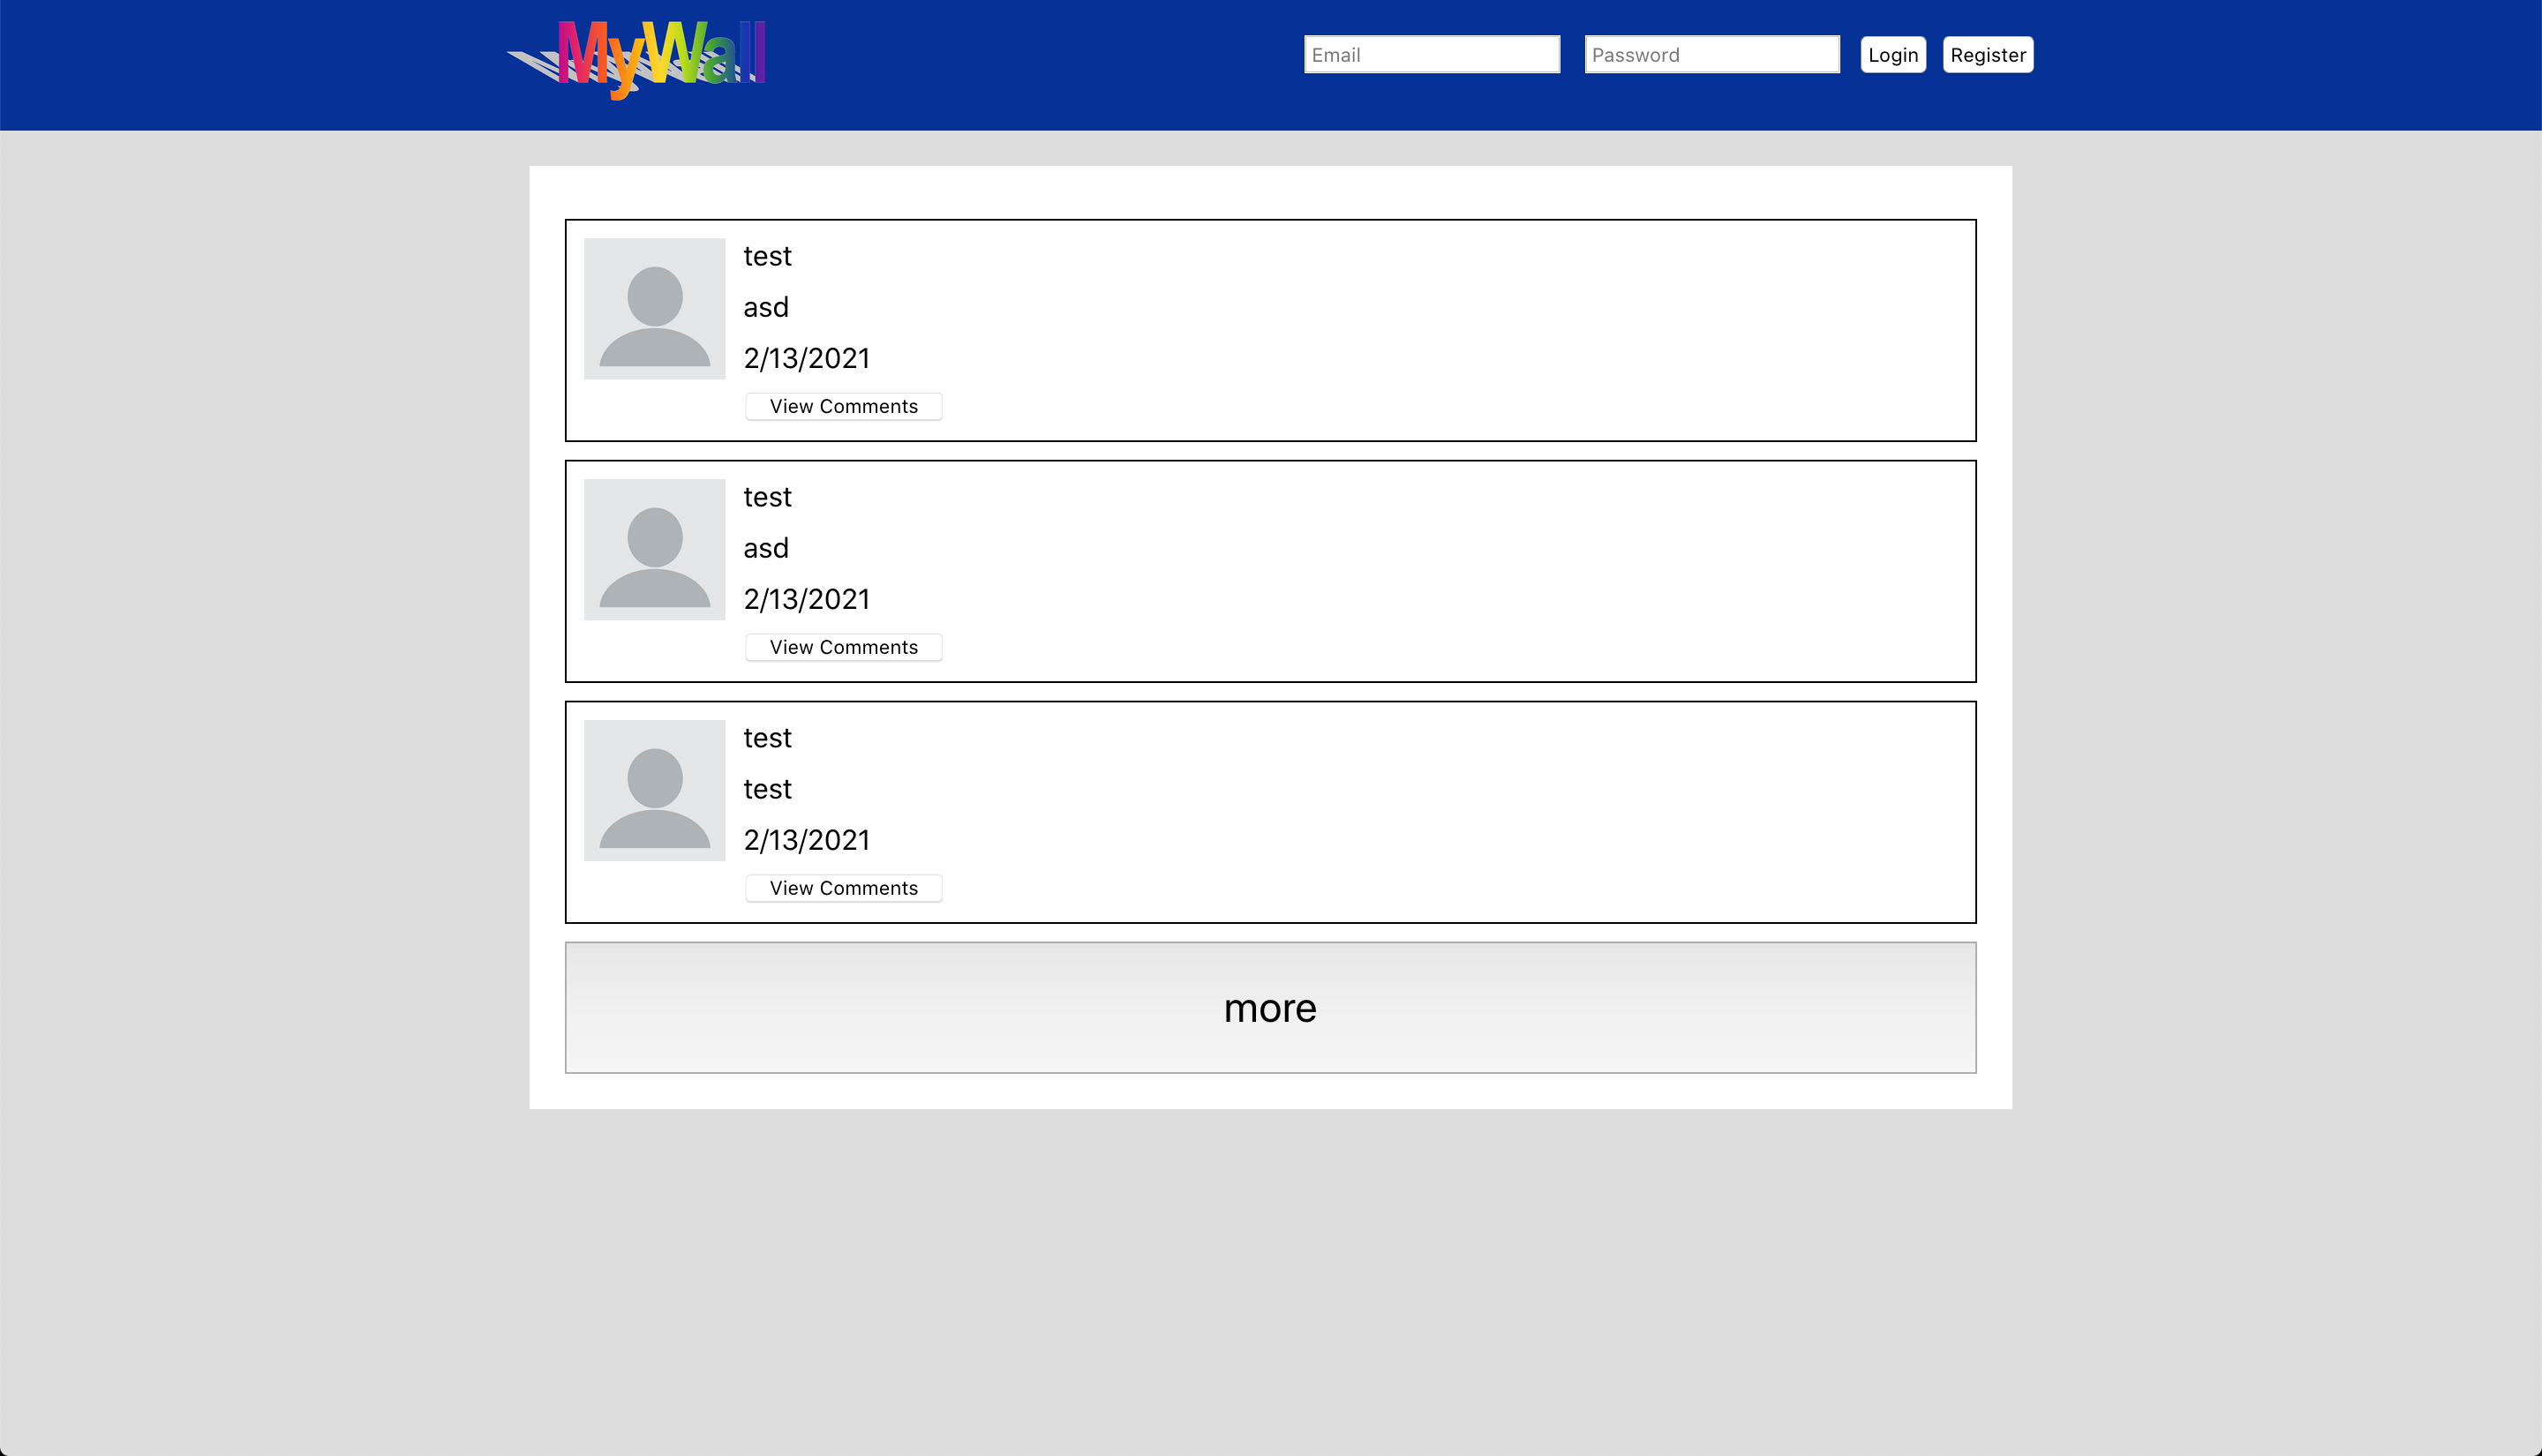 MyWall
Email
Password
Login
Register
test
asd
2/13/2021
View Comments
test
asd
2/13/2021
View Comments
test
test
2/13/2021
View Comments
more